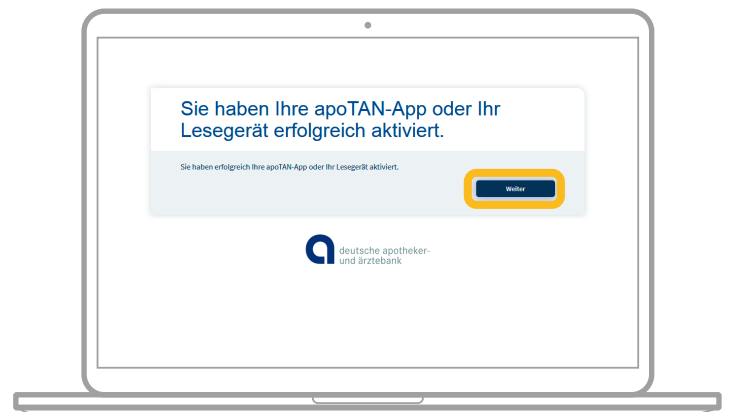 Sie haben Ihre apoTAN-App oder Ihr
Lesegerät erfolgreich aktiviert.
Sie haben erfolgreich Ihre apoTAN-App oder Ihr Lesegerät aktiviert.
Weiter
deutsche apotheker-
und ärztebank